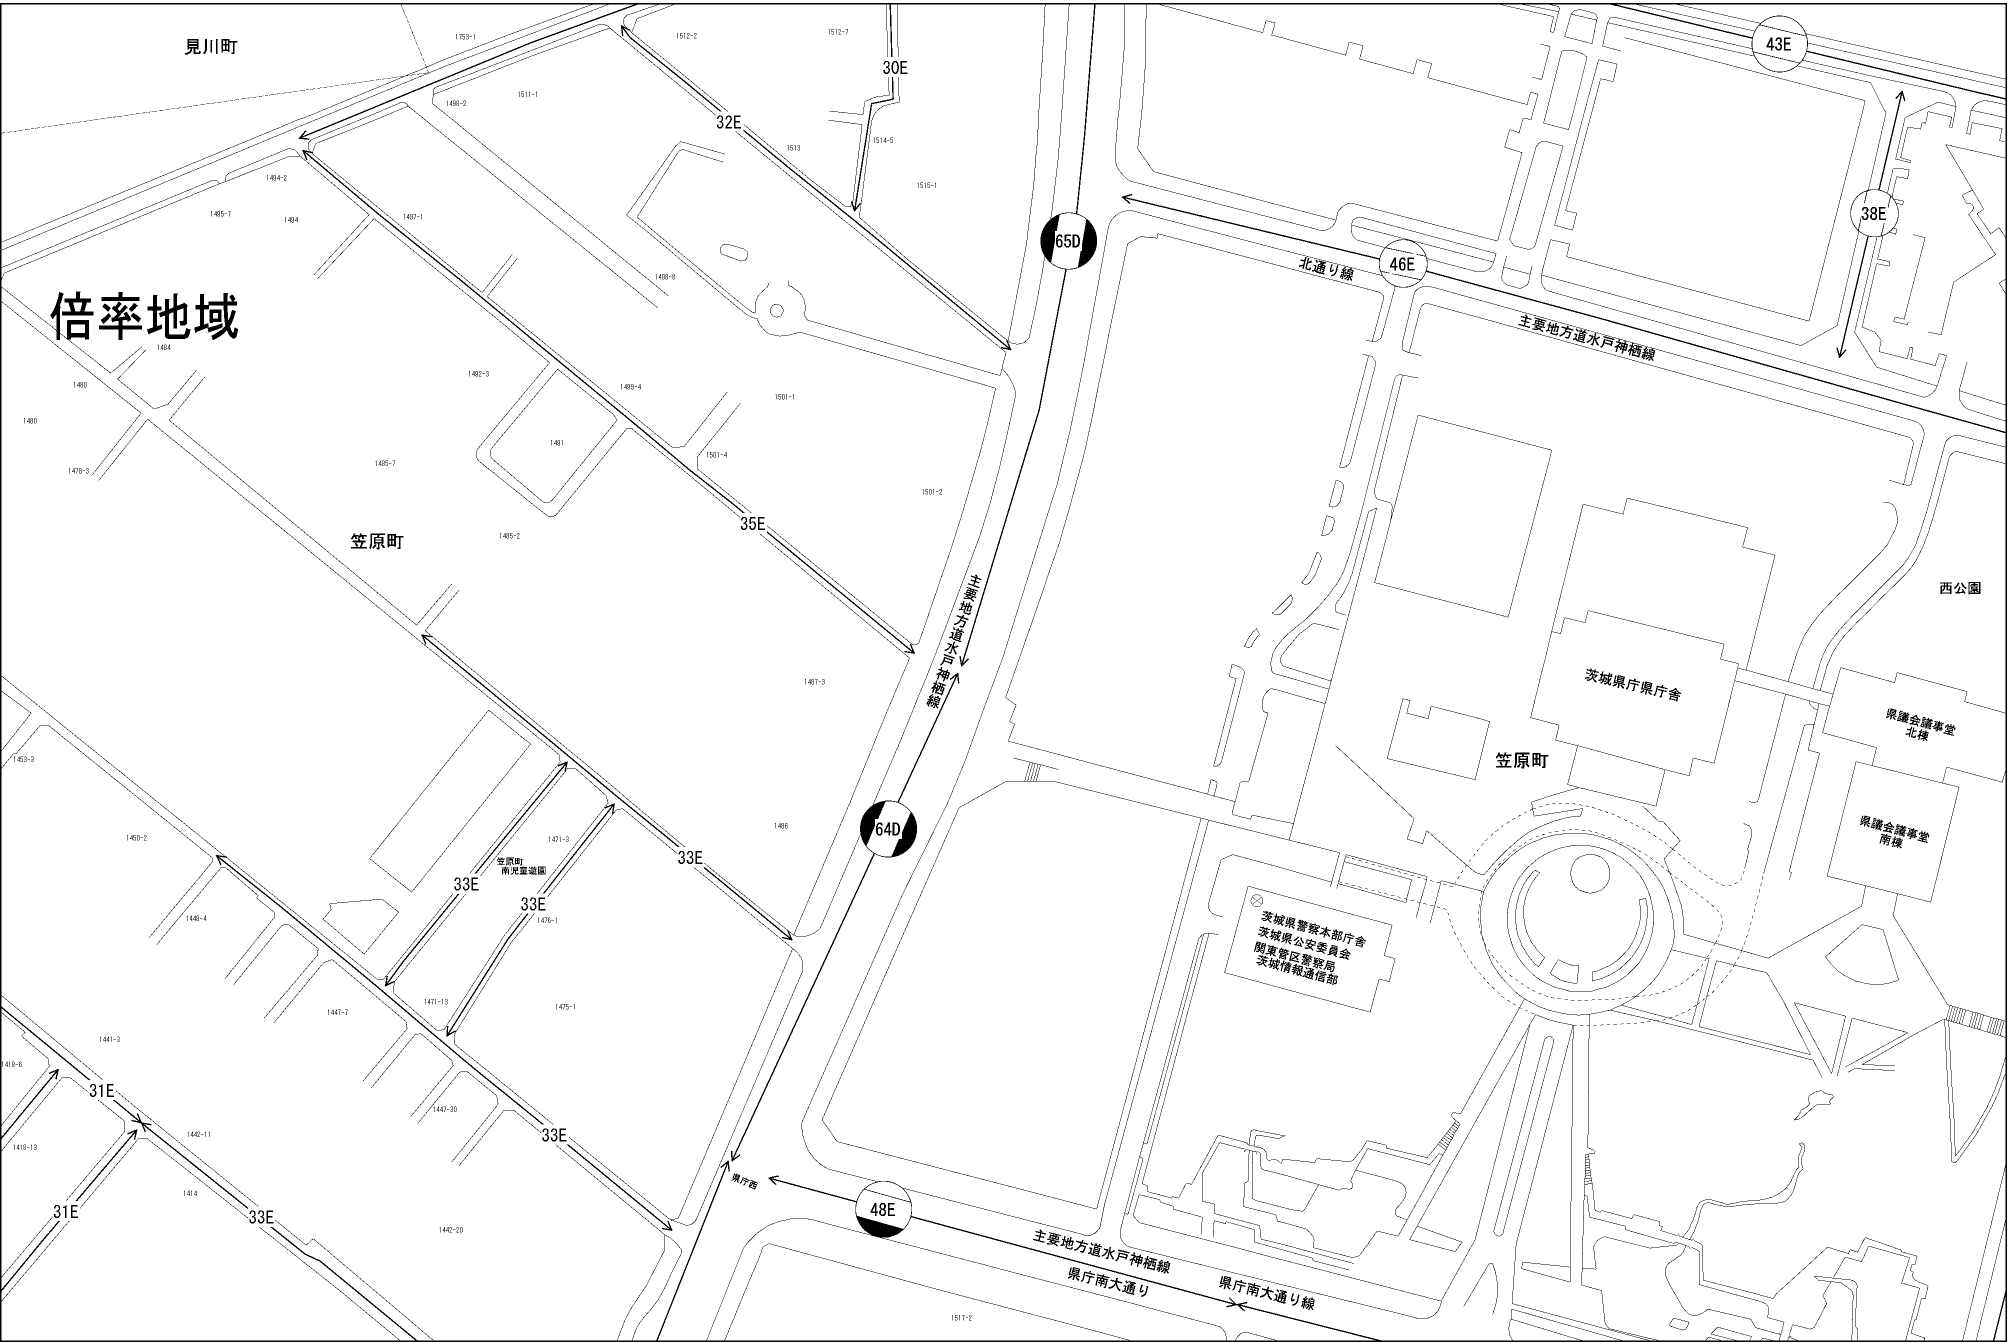 見川町
1753-1
1512-2
1512-7
43E
30E
1511-1
1498-2
32E
1513
1514-5
1515-1
38E
1494-2
1495-7
1494
1497-1
65D
46E
北通り線
1498-8
主要地方道水戸神栖線
倍率地域
1484
1480
1480
1492-3
1499-4
1501-1
1491
1501-4
1478-3
1485-7
1501-2
35E
笠原町
1485-2
西公園
主要地方道水戸神栖線
1487-3
茨城県庁県庁舎
県議会議事堂
北棟
笠原町
1453-3
1450-2
1486
64D
県議会議事堂
南棟
1471-3
33E
笠原町
南児童遊園
33E
33E
1476-1
1448-4
茨城県警察本部庁舎
茨城県公安委員会
関東管区警察局
茨城情報通信部
1471-13
1475-1
1447-7
1441-3
1418-6
31E
1447-30
33E
1442-11
1418-13
1414
31E
33E
1442-20
県庁西
48E
主要地方道水戸神栖線
県庁南大通り
県庁南大通り線
1517-2